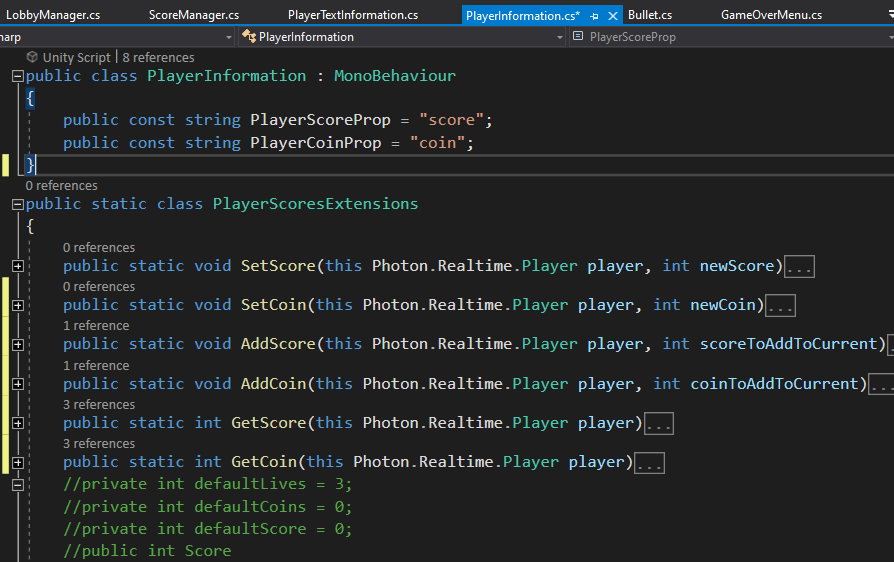 LobbyManager.cs ScoreManager.cs PlayerTextInformation.cs PlayerInformation.cs* Bullet.cs GameOverMenu.cs
harp PlayerInformation PlayerScoreProp
Unity Script | 8 references
public class PlayerInformation : MonoBehaviour
{
public const string PlayerScoreProp = "score";
public const string PlayerCoinProp = "coin";
}
0 references
public static class PlayerScoresExtensions
{
0 references
public static void SetScore(this Photon.Realtime.Player player, int newScore)...
0 references
public static void SetCoin(this Photon.Realtime.Player player, int newCoin)...
1 reference
public static void AddScore(this Photon.Realtime.Player player, int scoreToAddToCurrent)
1 reference
public static void AddCoin(this Photon.Realtime.Player player, int coinToAddToCurrent)...
3 references
public static int GetScore(this Photon.Realtime.Player player)...
3 references
public static int GetCoin(this Photon.Realtime.Player player)...
//private int defaultLives = 3;
//private int defaultCoins = 0;
//private int defaultScore = 0;
//public int Score